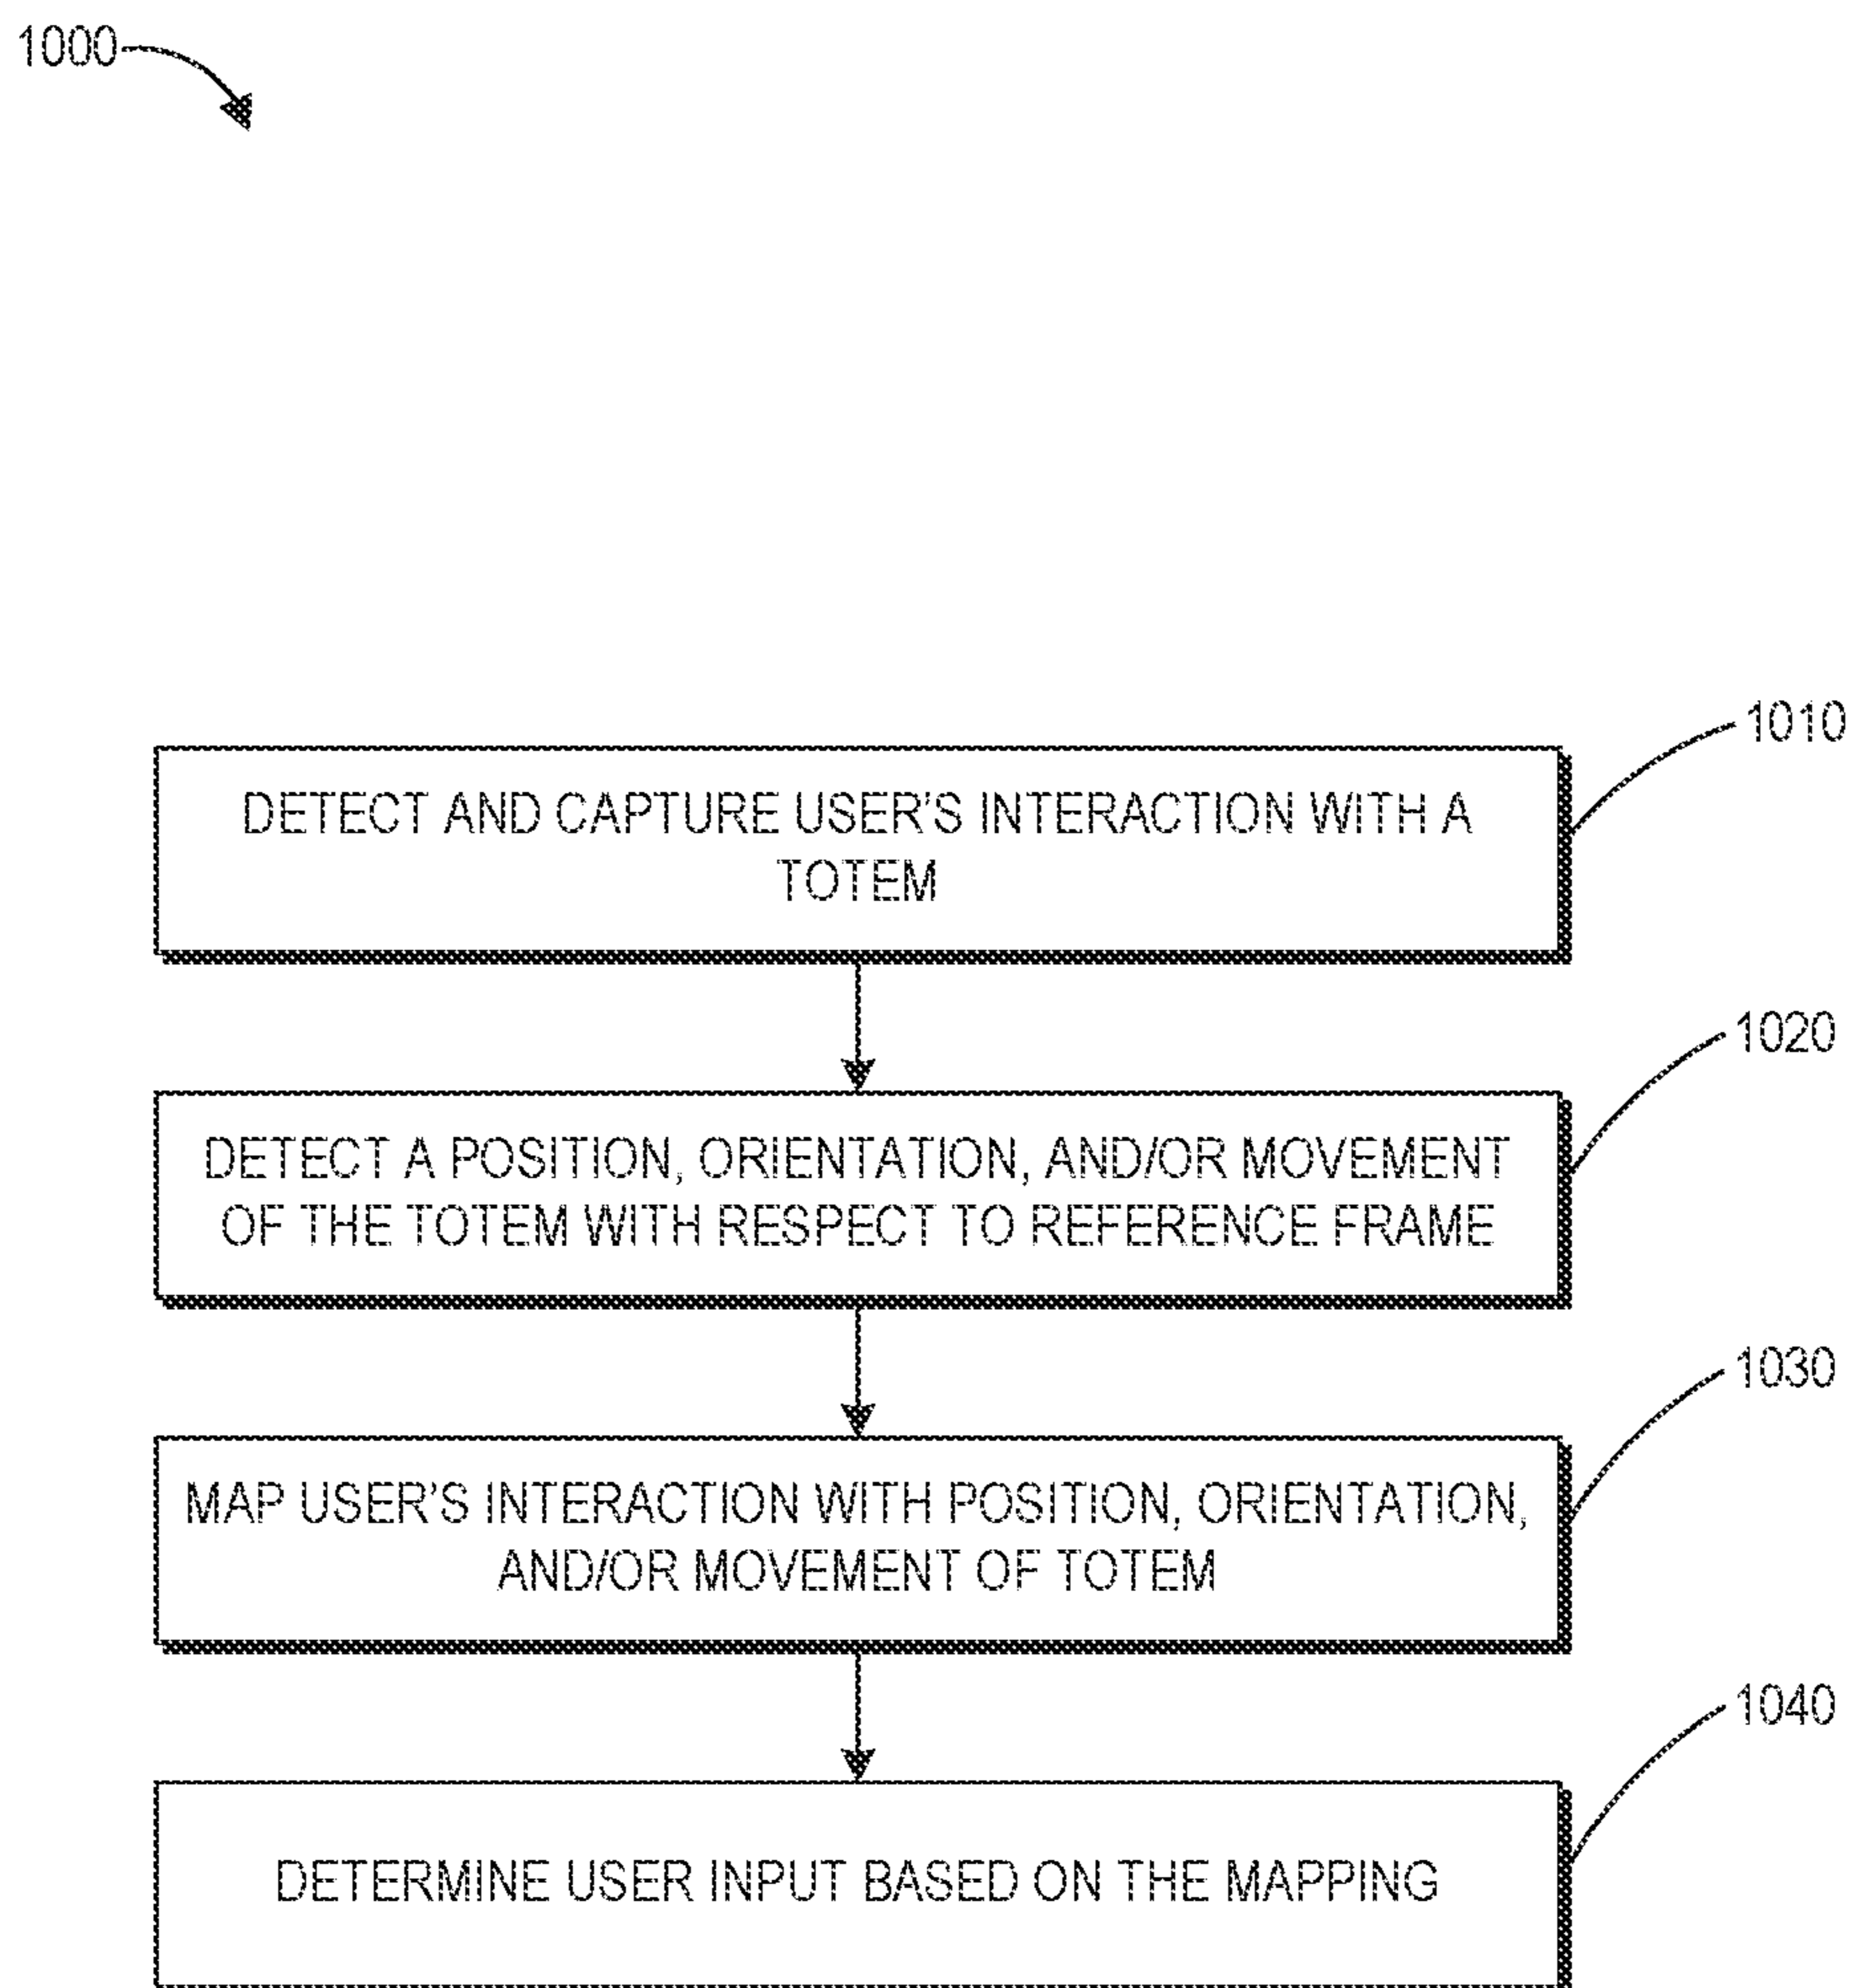 1000
1010
DETECT AND CAPTURE USER'S INTERACTION WITH A
TOTEM
1020
DETECT A POSITION, ORIENTATION, AND/OR MOVEMENT
OF THE TOTEM WITH RESPECT TO REFERENCE FRAME
1030
MAP USER'S INTERACTION WITH POSITION, ORIENTATION,
AND/OR MOVEMENT OF TOTEM
1040
DETERMINE USER INPUT BASED ON THE MAPPING